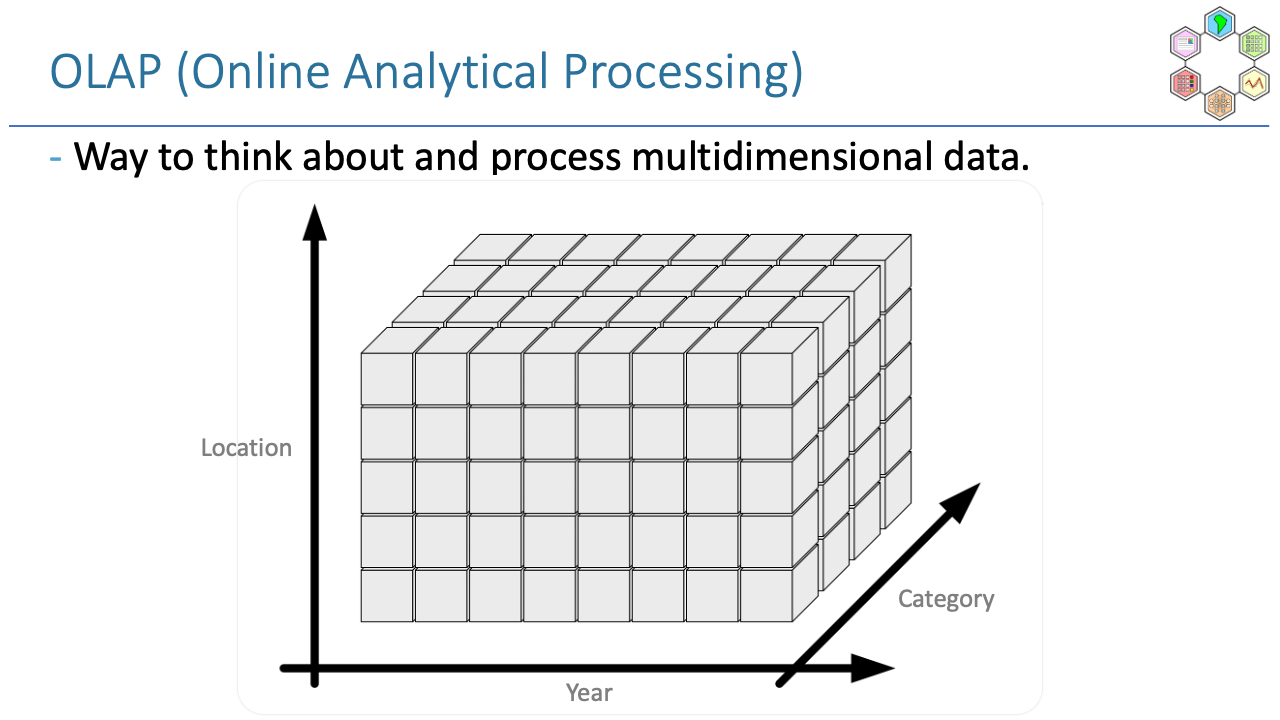 OLAP (Online Analytical Processing)
- Way to think about and process multidimensional data.
Location
Category
Year